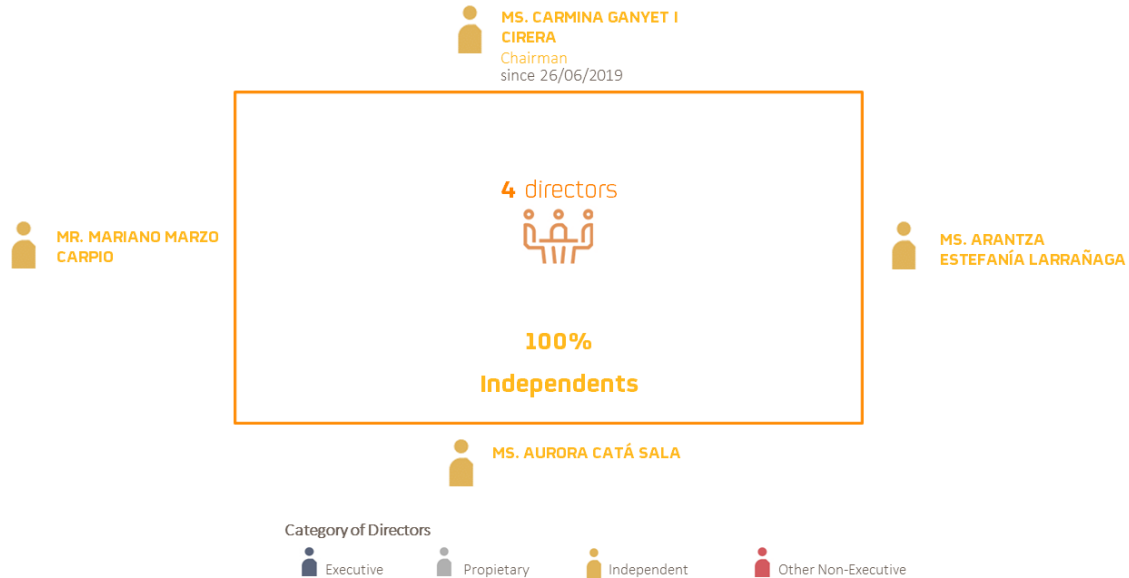 MS. CARMINA GANYET I
CIRERA
Chairman
since 26/06/2019
4 directors
MR. MARIANO MARZO
CARPIO
MS. ARANTZA
ESTEFANÍA LARRAÑAGA
100%
Independents
MS. AURORA CATÁ SALA
Category of Directors
Executive
Propietary
Independent
Other Non-Executive